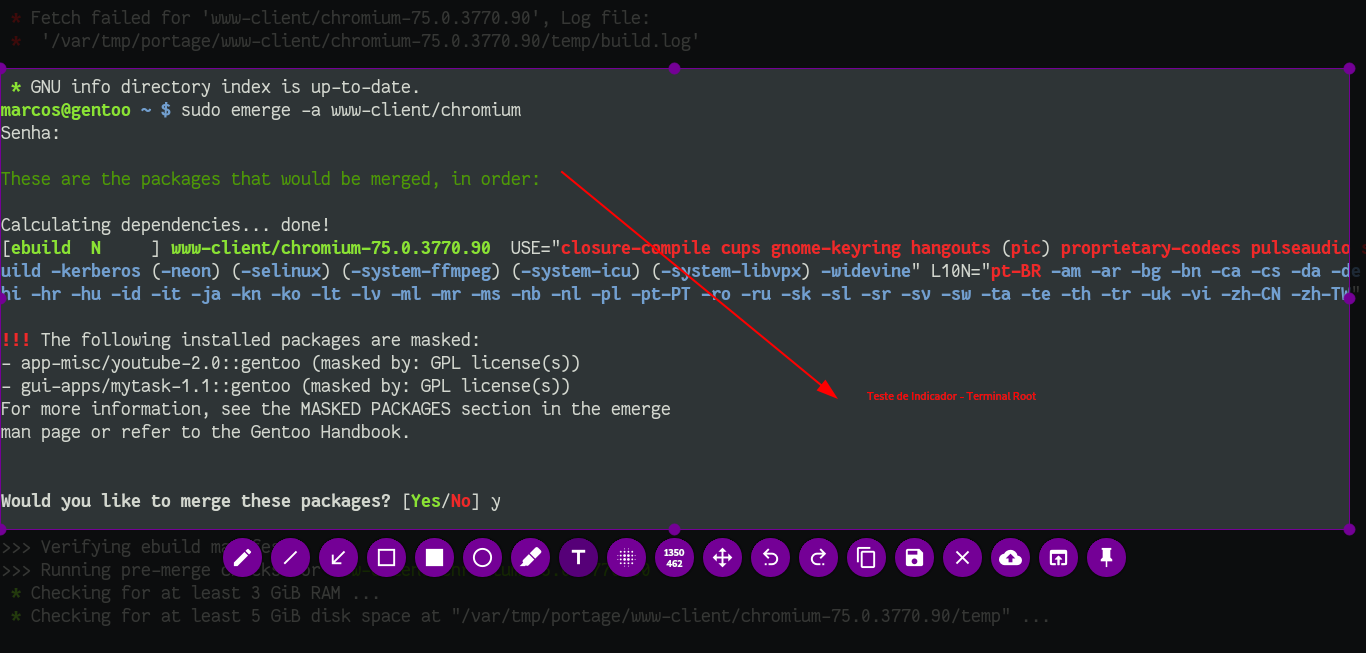 * Fetch failed for 'www-client/chromium-75.0.3770.90', Log file:
*  '/var/tmp/portage/www-client/chromium-75.0.3770.90/temp/build.log'
* GNU info directory index is up-to-date.
marcos@gentoo ~ $ sudo emerge -a www-client/chromium
Senha:
These are the packages that would be merged, in order:
Calculating dependencies... done!
[ebuild  N     ] www-client/chromium-75.0.3770.90  USE="closure-compile cups gnome-keyring hangouts (pic) proprietary-codecs pulseaudio
uild -kerberos (-neon) (-selinux) (-system-ffmpeg) (-system-icu) (-system-libvpx) -widevine" L10N="pt-BR -am -ar -bg -bn -ca -cs -da -de
hi -hr -hu -id -it -ja -kn -ko -lt -lv -ml -mr -ms -nb -nl -pl -pt-PT -ro -ru -sk -sl -sr -sv -sw -ta -te -th -tr -uk -vi -zh-CN -zh-TW"
!!! The following installed packages are masked:
- app-misc/youtube-2.0::gentoo (masked by: GPL license(s))
- gui-apps/mytask-1.1::gentoo (masked by: GPL license(s))
Teste de Indicador - Terminal Root
For more information, see the MASKED PACKAGES section in the emerge
man page or refer to the Gentoo Handbook.
Would you like to merge these packages? [Yes/No] y
>>> Verifying ebuild
T
1350
462
>>> Running pre-merge
* Checking for at least 3 GiB RAM ...
* Checking for at least 5 GiB disk space at "/var/tmp/portage/www-client/chromium-75.0.3770.90/temp" ...